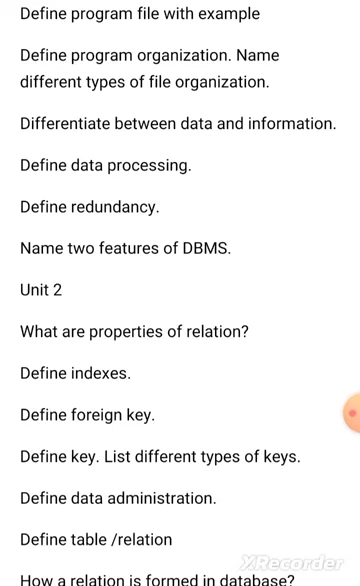 Define program file with example
Define program organization. Name
different types of file organization.
Differentiate between data and information.
Define data processing.
Define redundancy.
Name two features of DBMS.
Unit 2
What are properties of relation?
Define indexes.
Define foreign key.
Define key. List different types of keys.
Define data administration.
Define table /relation
XRecorder
How a relation is formed in database?